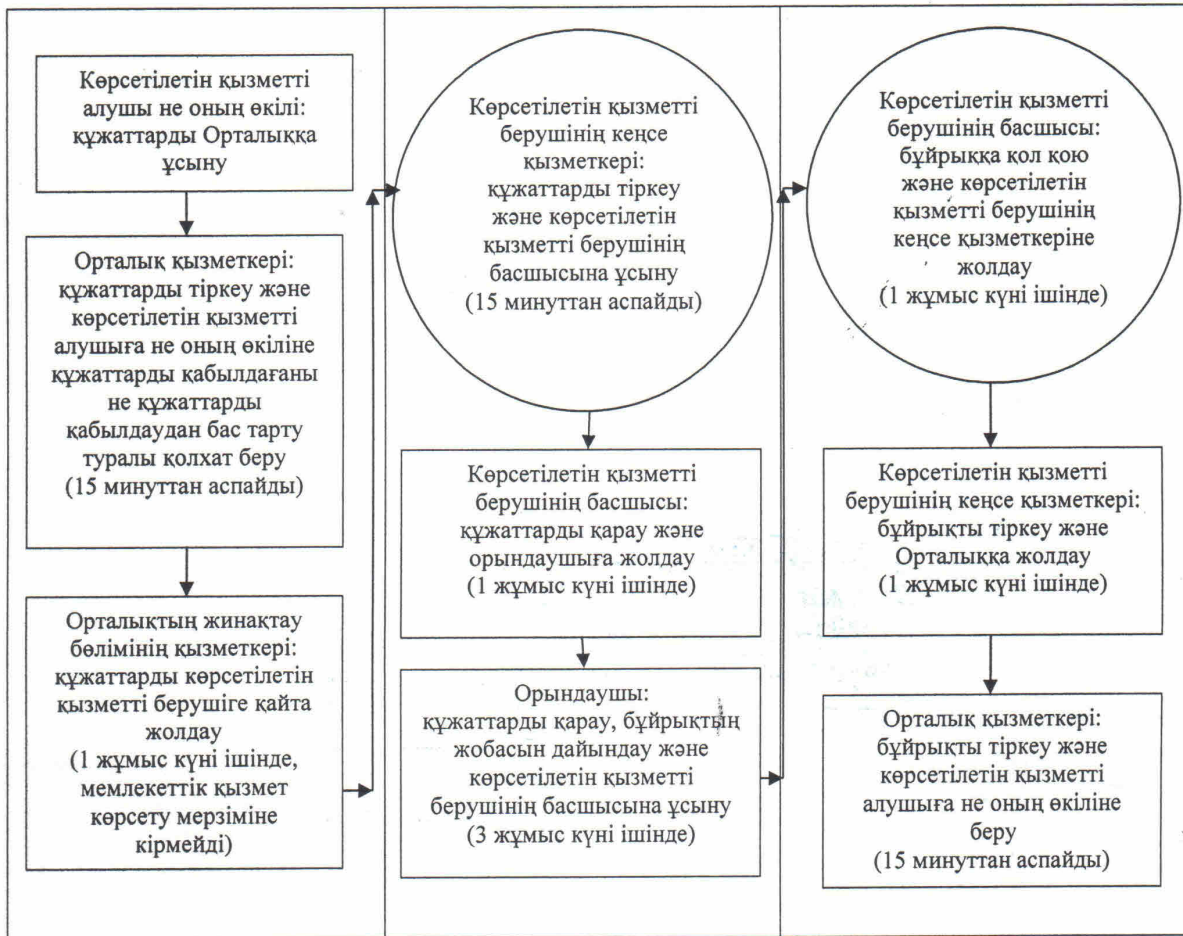 Көрсетілетін қызметті
алушы не оның өкілі:
құжаттарды Орталыққа
ұсыну
Орталық қызметкері:
құжаттарды тіркеу және
көрсетілетін қызметті
алушыға не оның өкіліне
құжаттарды қабылдағаны
не құжаттарды
қабылдаудан бас тарту
туралы қолхат беру
(15 минуттан аспайды)
Орталықтың жинақтау
бөлімінің қызметкері:
құжаттарды көрсетілетін
қызметті берушіге қайта
жолдау
(1 жұмыс күні ішінде,
мемлекеттік қызмет
көрсету мерзіміне
кірмейді)
Көрсетілетін қызметті
берушінің кеңсе
қызметкері:
құжаттарды тіркеу
және көрсетілетін
қызметті берушінің
басшысына ұсыну
(15 минуттан аспайды)
Көрсетілетін қызметті
берушінің басшысы:
құжаттарды қарау және
орындаушыға жолдау
(1 жұмыс күні ішінде)
Орындаушы:
құжаттарды қарау, бұйрықтың
жобасын дайындау және
көрсетілетін қызметті
берушінің басшысына ұсыну
(3 жұмыс күні ішінде)
Көрсетілетін қызметті
берушінің басшысы:
бұйрыққа қол қою
және көрсетілетін
қызметті берушінің
кеңсе қызметкеріне
жолдау
(1 жұмыс күні ішінде)
Көрсетілетін қызметті
берушінің кеңсе қызметкері:
бұйрықты тіркеу және
Орталыққа жолдау
(1 жұмыс күні ішінде)
Орталық қызметкері:
бұйрықты тіркеу және
көрсетілетін қызметті
алушыға не оның өкіліне
беру
(15 минуттан аспайды)